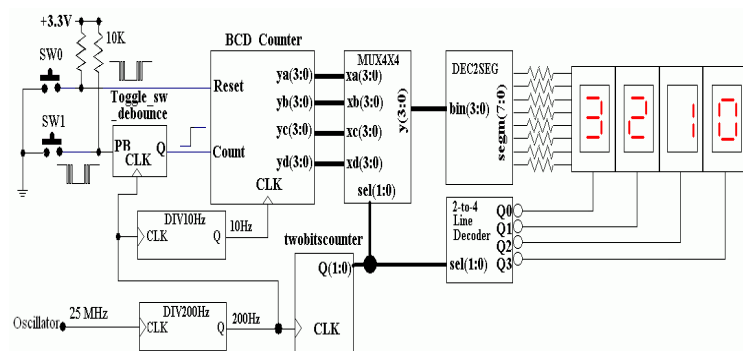 +3.3V
10K
SW0
SW1
Toggle_sw
_debounce
PB Q
CLK
BCD Counter
Reset
Count
ya(3:0)
yb(3:0)
yc(3:0)
yd(3:0)
CLK
MUX4X4
xa(3:0)
xb(3:0)
xc(3:0)
xd(3:0)
y(3:0)
sel(1:0)
DEC2SEG
bin(3:0)
segm(7:0)
3 2 1 0
DIV10Hz
CLK Q
10Hz
twobitscounter
Q(1:0)
CLK
2-to-4
Line
Decoder
Q0
Q1
Q2
Q3
sel(1:0)
Oscillator
25 MHz
DIV200Hz
CLK Q
200Hz